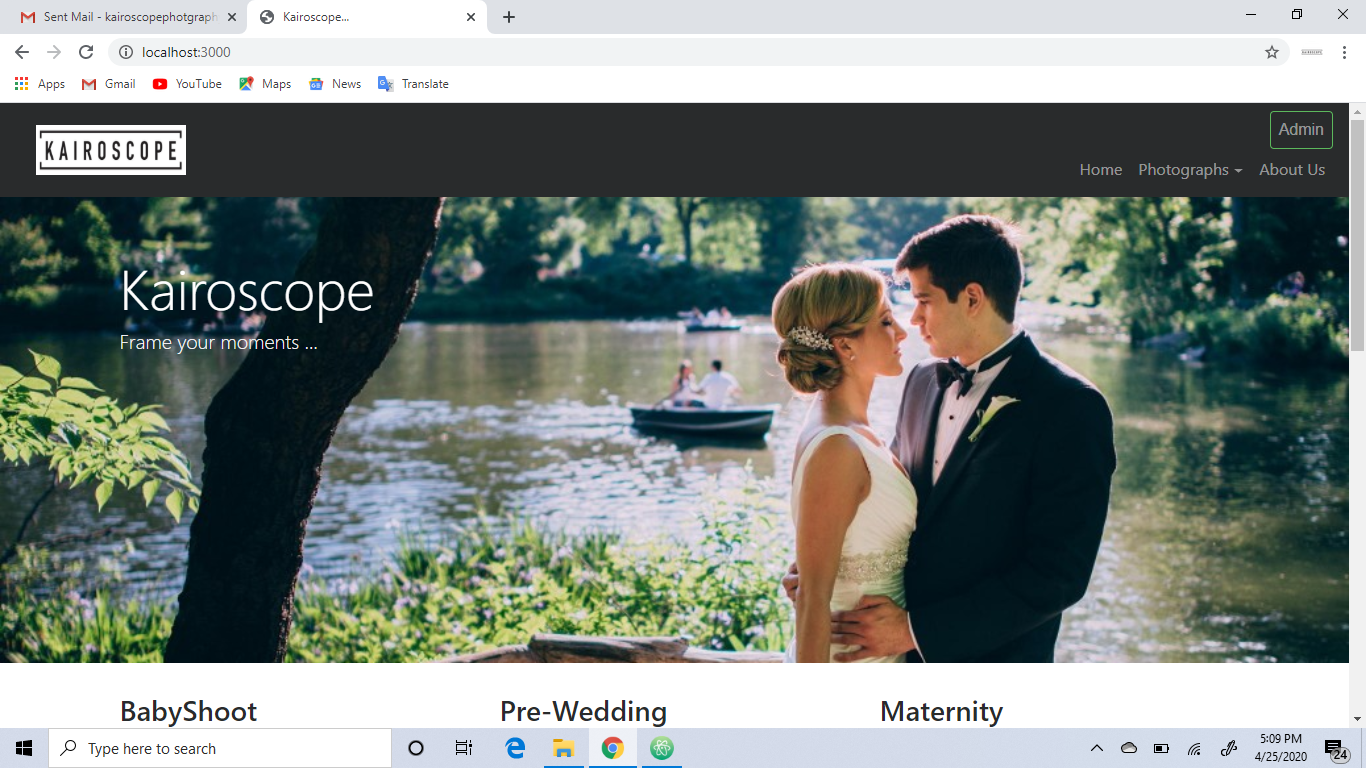 Sent Mail - kairoscopephotgraph
Kairoscope...
localhost:3000
Apps Gmail YouTube Maps News Translate
KAIROSCOPE
Admin
Home Photographs About Us
Kairoscope
Frame your moments ...
BabyShoot Pre-Wedding Maternity
Type here to search
5:09 PM
4/25/2020
24